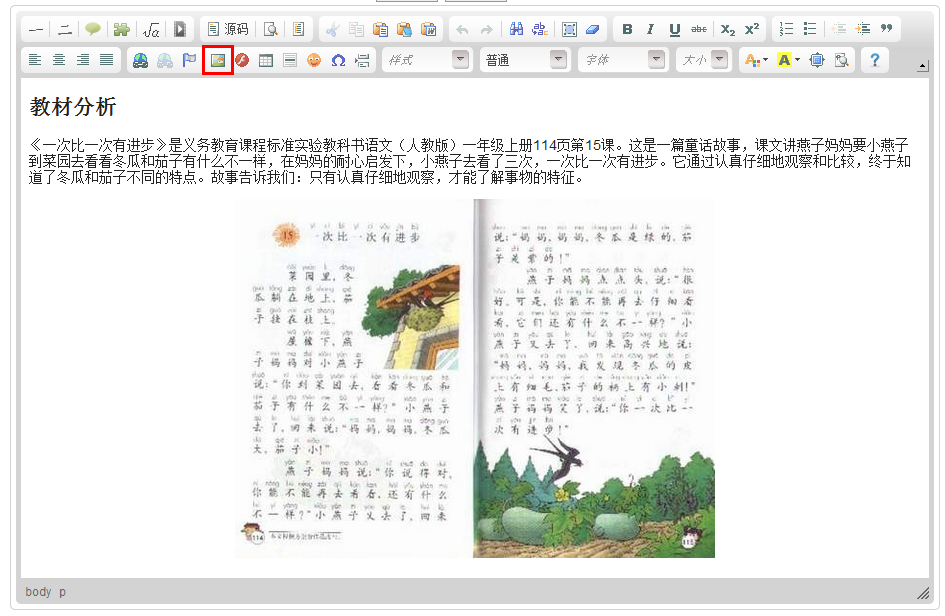 源码
B I U abc X₂ X²
样式 普通 字体 大小 A A ?
教材分析
《一次比一次有进步》是义务教育课程标准实验教科书语文（人教版）一年级上册114页第15课。这是一篇童话故事，课文讲燕子妈妈要小燕子
到菜园去看看冬瓜和茄子有什么不一样，在妈妈的耐心启发下，小燕子去看了三次，一次比一次有进步。它通过认真仔细地观察和比较，终于知
道了冬瓜和茄子不同的特点。故事告诉我们：只有认真仔细地观察，才能了解事物的特征。
15 一次比一次有进步
菜园里，冬
瓜躺在地上，茄
子挂在枝上。
屋檐下，燕
子妈妈对小燕子
说：“你到菜园去，看看冬瓜和
茄子有什么不一样？”小燕子
去了，回来说：“妈妈，妈妈，冬瓜
大，茄子小！”
燕子妈妈说：“你说得对。
你能不能再去看看，还有什么
不一样？”小燕子又去了，回来
114
说：“妈妈，妈妈，冬瓜是绿的，茄
子是紫的！”
燕子妈妈点点头，说：“很
好。可是，你能不能再去仔细看
看，它们还有什么不一样？”小
燕子又去了，回来高兴地说：
“妈妈，妈妈，我发现冬瓜的皮
上有细毛，茄子的柄上有小刺！”
燕子妈妈笑了，说：“你一次比一
次有进步！”
115
body p